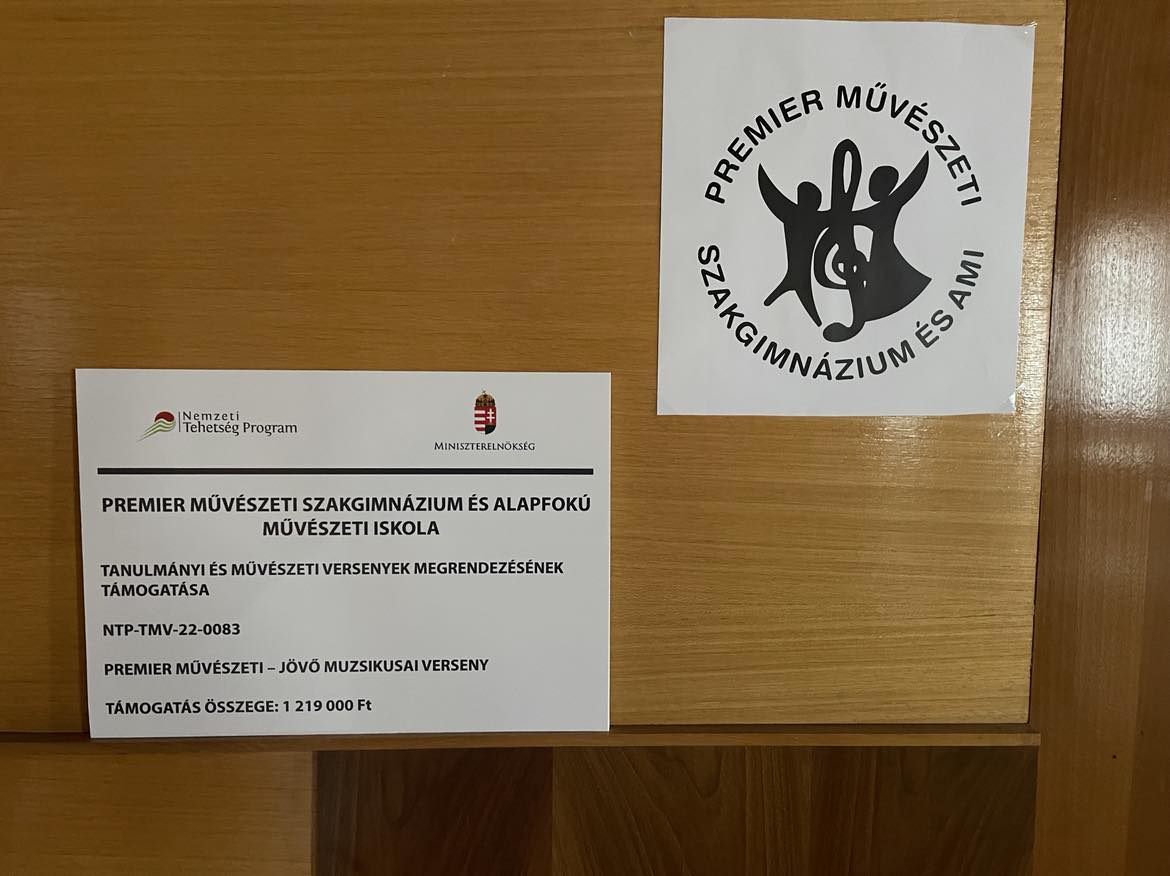 PREMIER MŰVÉSZETI
SZAKGIMNÁZIUM ÉS AMI
Nemzeti
Tehetség Program
MINISZTERELNÖKSÉG
PREMIER MŰVÉSZETI SZAKGIMNÁZIUM ÉS ALAPFOKÚ
MŰVÉSZETI ISKOLA
TANULMÁNYI ÉS MŰVÉSZETI VERSENYEK MEGRENDEZÉSÉNEK
TÁMOGATÁSA
NTP-TMV-22-0083
PREMIER MŰVÉSZETI – JÖVŐ MUZSIKUSAI VERSENY
TÁMOGATÁS ÖSSZEGE: 1 219 000 Ft